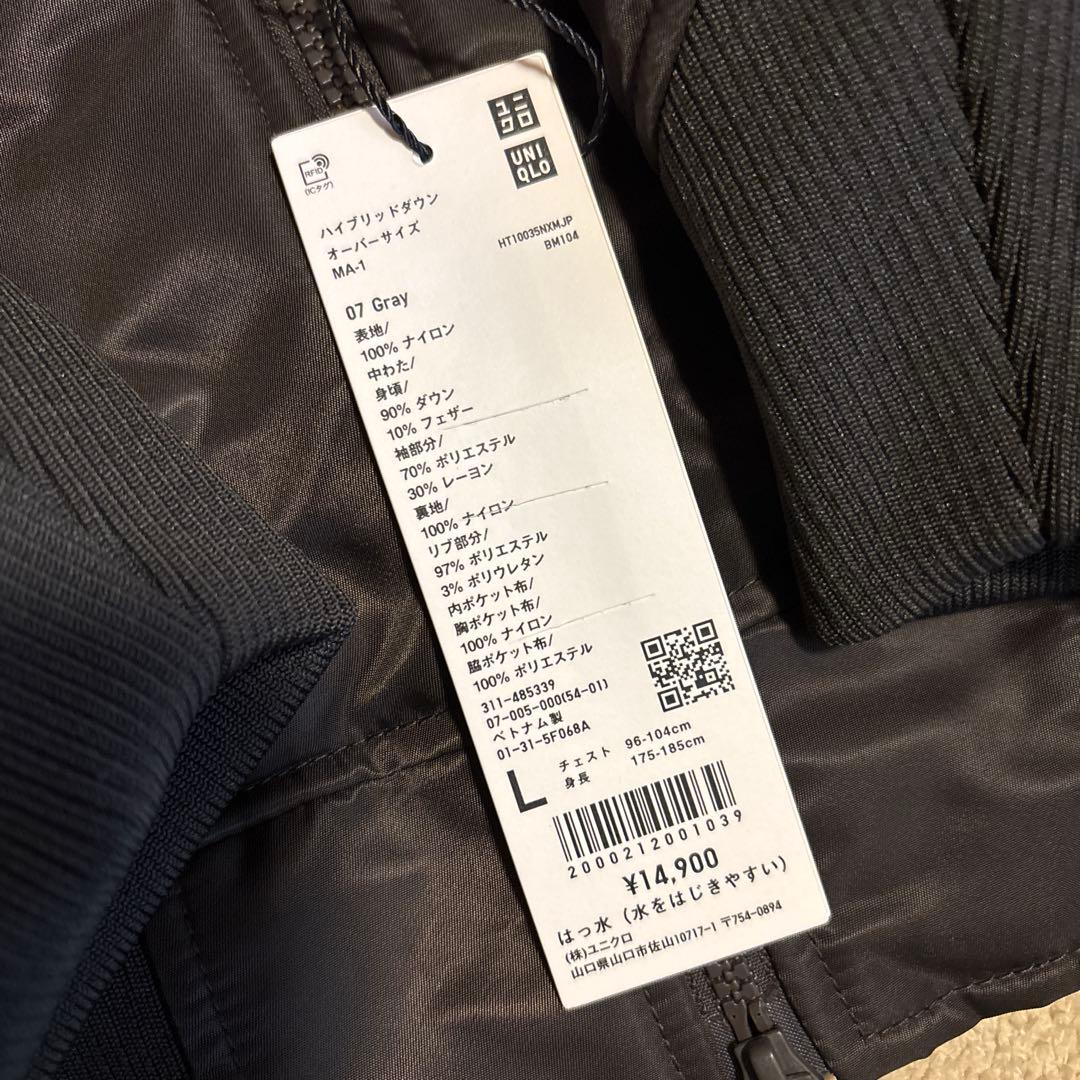 ユニ
クロ
UNI
QLO
RFID
(ICタグ)
ハイブリッドダウン
オーバーサイズ
MA-1
HT10035NXMJP
BM104
07 Gray
表地/
100% ナイロン
中わた/
身頃/
90% ダウン
10% フェザー
袖部分/
70% ポリエステル
30% レーヨン
裏地/
100% ナイロン
リブ部分/
97% ポリエステル
3% ポリウレタン
内ポケット布/
胸ポケット布/
100% ナイロン
脇ポケット布/
100% ポリエステル
311-485339
07-005-000(54-01)
ベトナム製
01-31-5F068A
L
チェスト 96-104cm
身長 175-185cm
2000212001039
¥14,900
はっ水 (水をはじきやすい)
(株)ユニクロ
山口県山口市佐山10717-1 〒754-0894